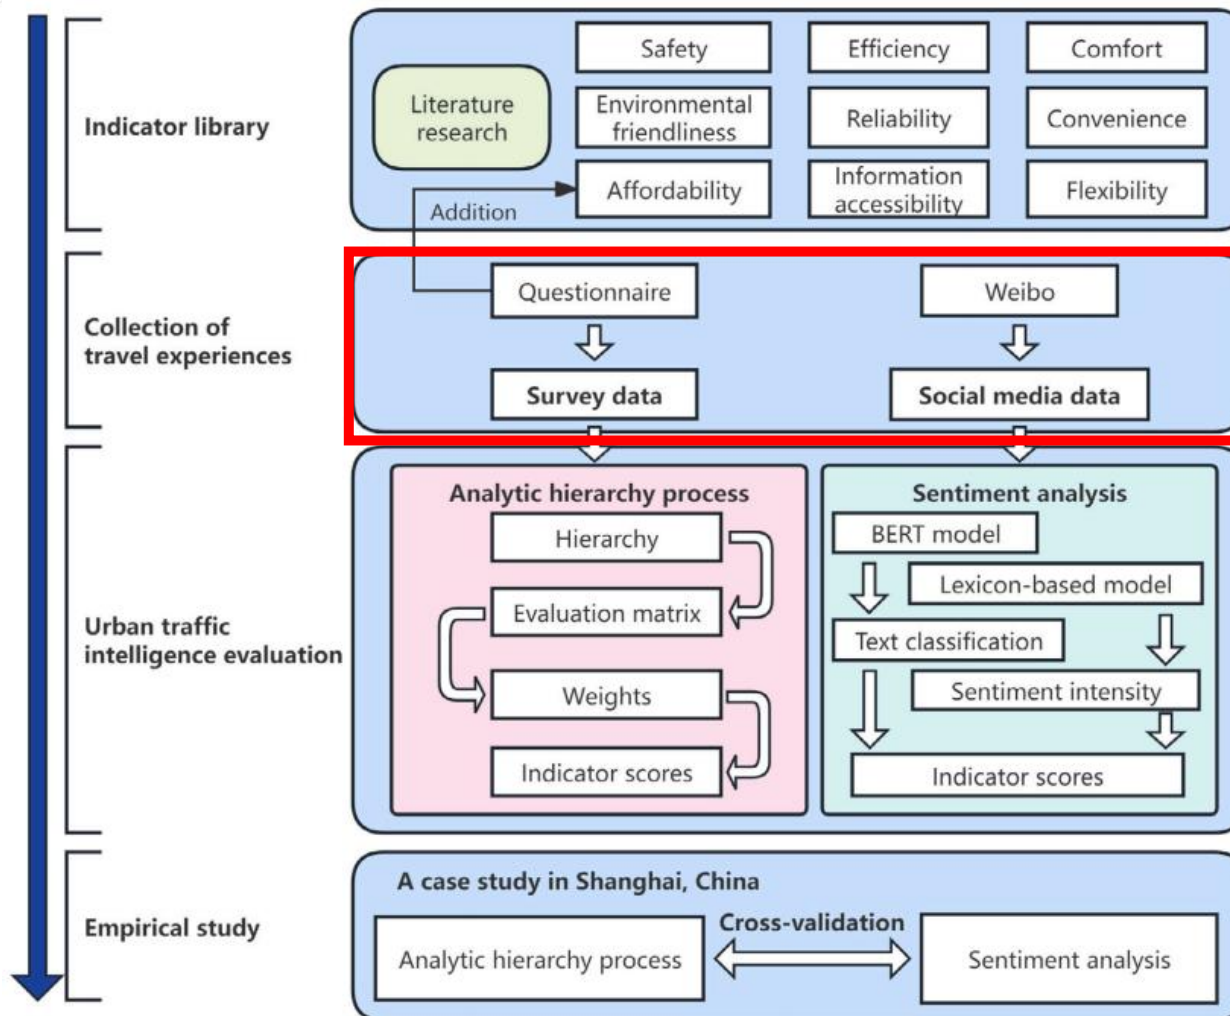 Indicator library
Literature
research
Safety
Efficiency
Comfort
Environmental
friendliness
Reliability
Convenience
Affordability
Information
accessibility
Flexibility
Addition
Collection of
travel experiences
Questionnaire
Weibo
Survey data
Social media data
Urban traffic
intelligence evaluation
Analytic hierarchy process
Hierarchy
Evaluation matrix
Weights
Indicator scores
Sentiment analysis
BERT model
Lexicon-based model
Text classification
Sentiment intensity
Indicator scores
Empirical study
A case study in Shanghai, China
Analytic hierarchy process
Cross-validation
Sentiment analysis